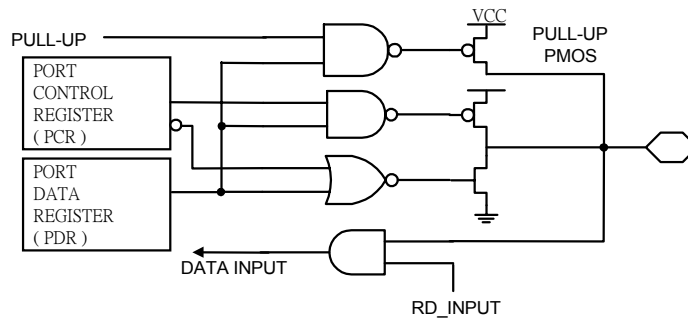 VCC
PULL-UP
PULL-UP
PMOS
PORT
CONTROL
REGISTER
( PCR )
PORT
DATA
REGISTER
( PDR )
DATA INPUT
RD_INPUT